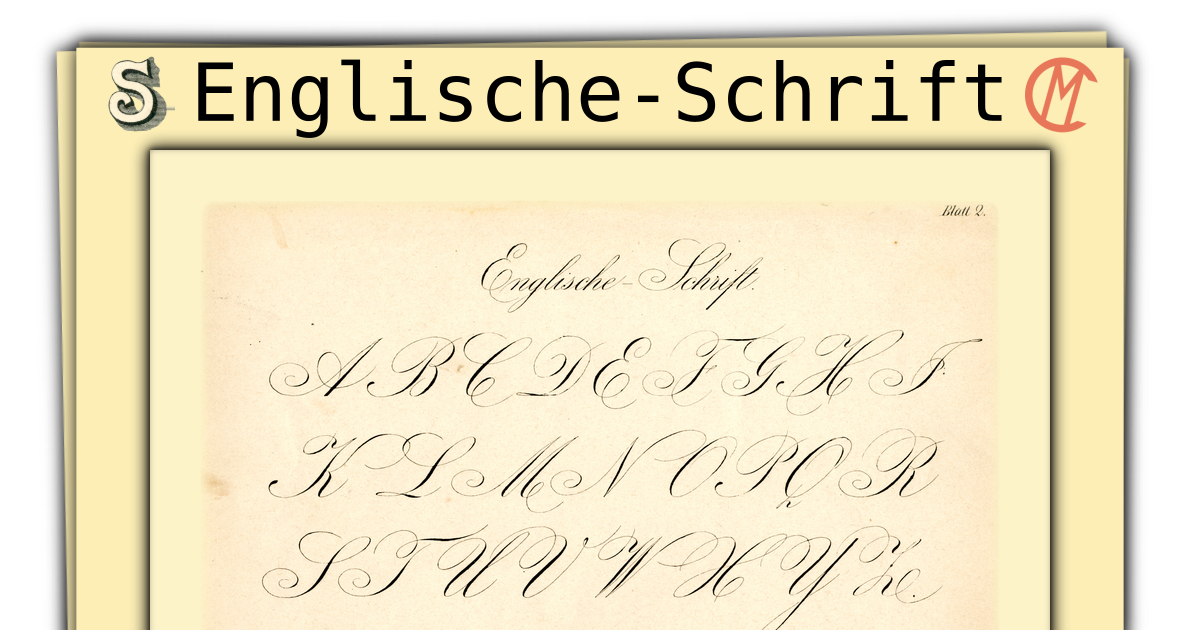 S Englische-Schrift CM
Blatt 2.
Englische-Schrift.
A B C D E F G H I
K L M N O P Q R
S T U V W X Y Z.